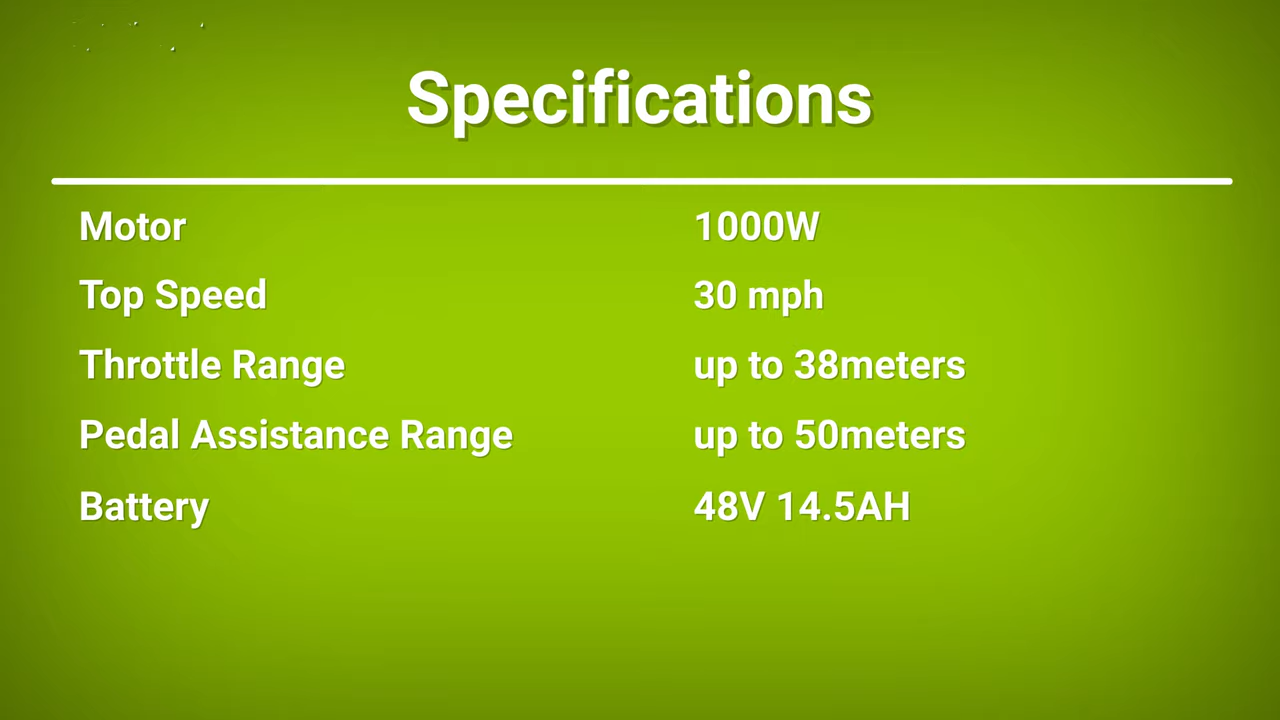 Specifications
Motor 1000W
Top Speed 30 mph
Throttle Range up to 38meters
Pedal Assistance Range up to 50meters
Battery 48V 14.5AH